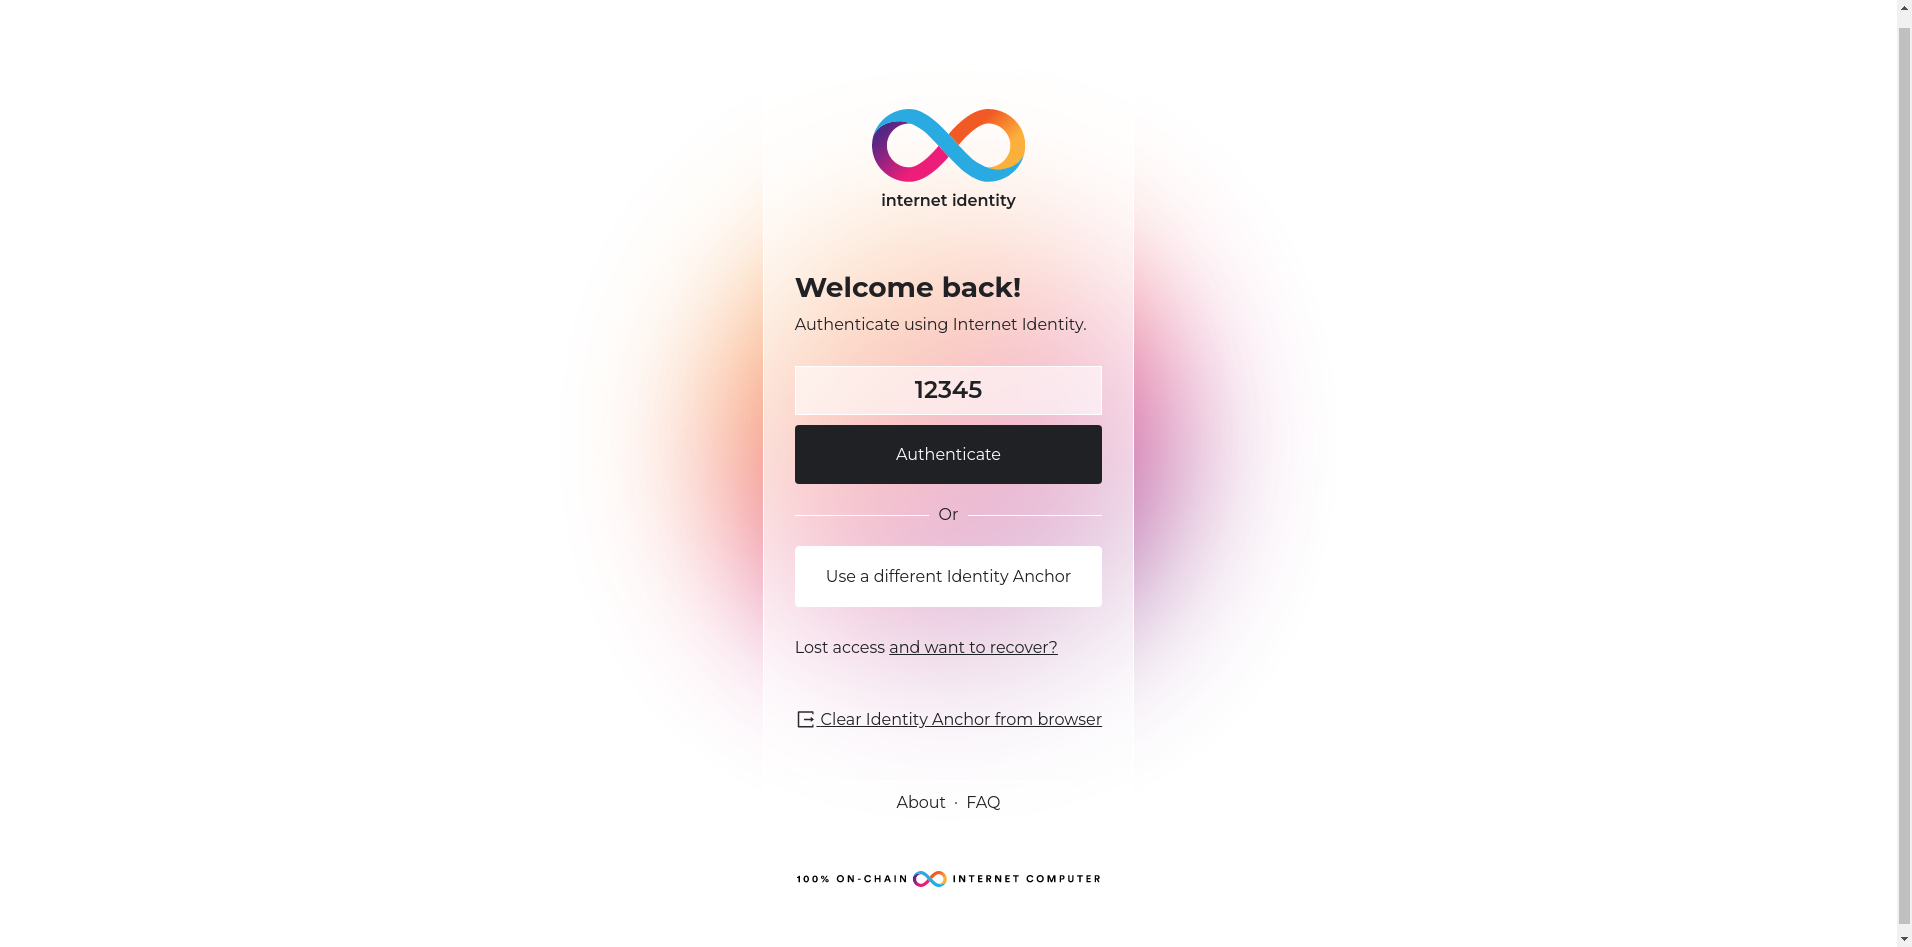 internet identity
Welcome back!
Authenticate using Internet Identity.
12345
Authenticate
Or
Use a different Identity Anchor
Lost access and want to recover?
Clear Identity Anchor from browser
About · FAQ
100% ON-CHAIN INTERNET COMPUTER